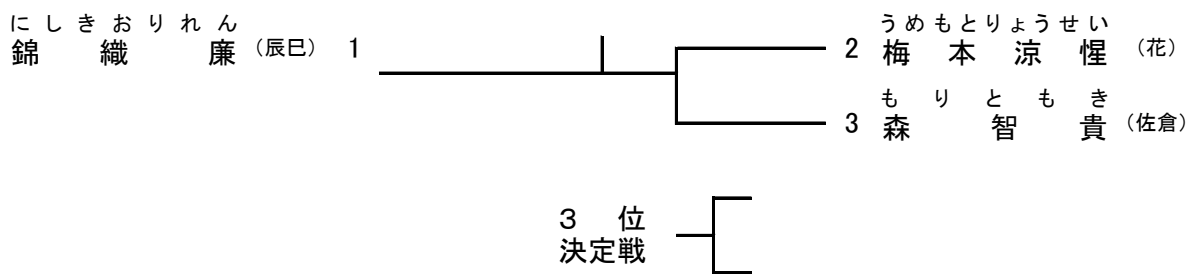 にしきおりれん
錦織廉 (辰巳) 1
うめもとりょうせい
2 梅本涼惺 (花)
もりともき
3 森智貴 (佐倉)
3位
決定戦